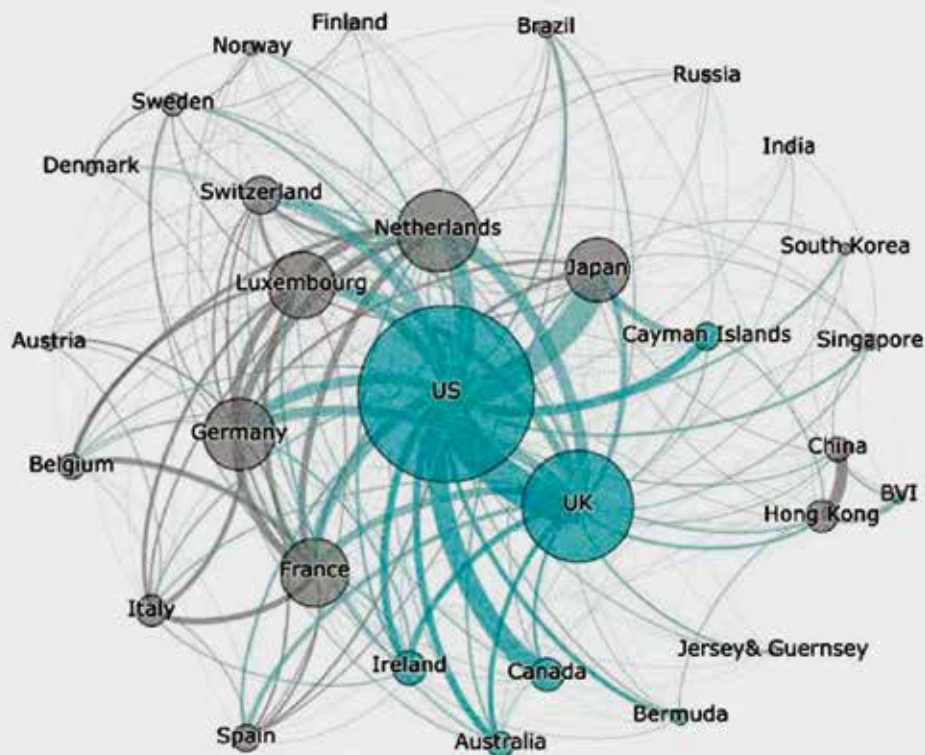 Finland
Brazil
Norway
Russia
Sweden
India
Denmark
Switzerland
Netherlands
South Korea
Japan
Luxembourg
Cayman Islands
Austria
Singapore
US
Germany
China
Belgium
BVI
UK
Hong Kong
France
Italy
Jersey& Guernsey
Ireland
Canada
Bermuda
Spain
Australia